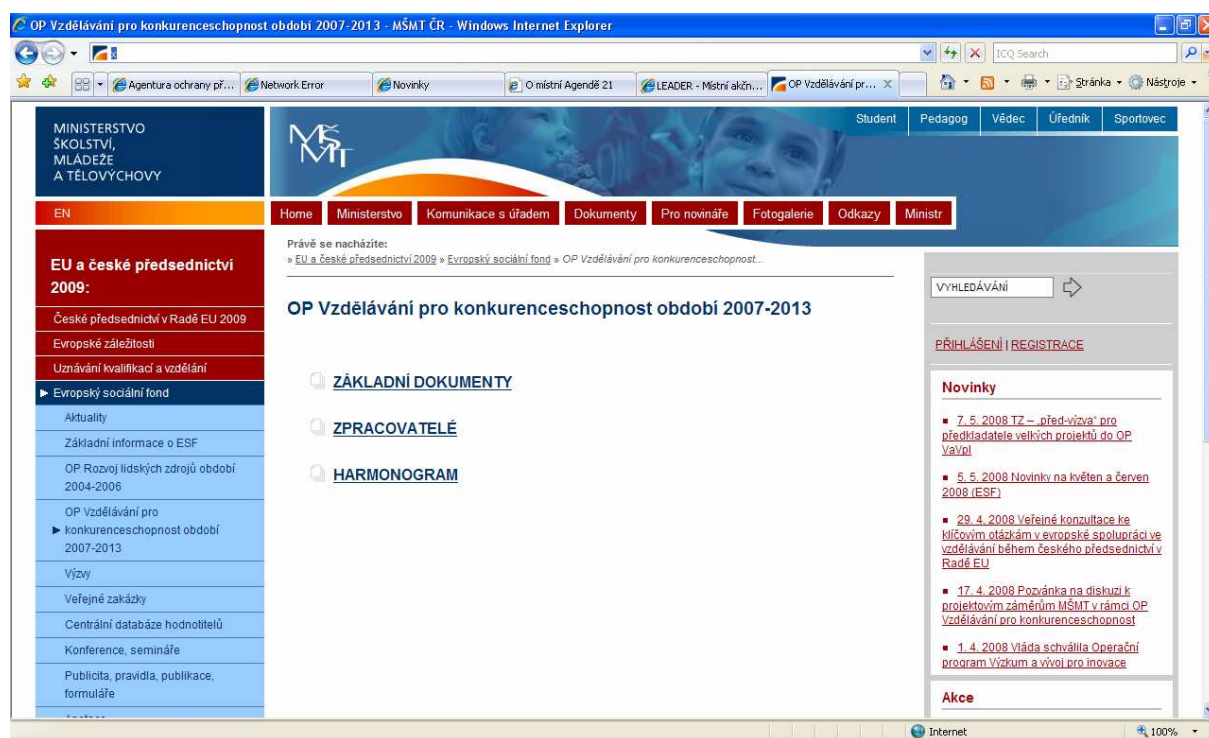 OP Vzdělávání pro konkurenceschopnost období 2007-2013 - MŠMT ČR - Windows Internet Explorer
x
ICQ Search
Agentura ochrany př...
Network Error
Novinky
O místní Agendě 21
LEADER - Místní akčn...
OP Vzdělávání pr...
Stránka
Nástroje
MINISTERSTVO
ŠKOLSTVÍ,
MLÁDEŽE
A TĚLOVÝCHOVY
MŠMT
Student
Pedagog
Vědec
Úředník
Sportovec
EN
Home
Ministerstvo
Komunikace s úřadem
Dokumenty
Pro novináře
Fotogalerie
Odkazy
Ministr
EU a české předsednictví
2009:
České předsednictví v Radě EU 2009
Evropské záležitosti
Uznávání kvalifikací a vzdělání
Evropský sociální fond
Aktuality
Základní informace o ESF
OP Rozvoj lidských zdrojů období
2004-2006
OP Vzdělávání pro
konkurenceschopnost období
2007-2013
Výzvy
Veřejné zakázky
Centrální databáze hodnotitelů
Konference, semináře
Publicita, pravidla, publikace,
formuláře
Právě se nacházíte:
» EU a české předsednictví 2009 » Evropský sociální fond » OP Vzdělávání pro konkurenceschopnost...
OP Vzdělávání pro konkurenceschopnost období 2007-2013
ZÁKLADNÍ DOKUMENTY
ZPRACOVATELÉ
HARMONOGRAM
VYHLEDÁVÁNÍ
PŘIHLÁŠENÍ | REGISTRACE
Novinky
7. 5. 2008 TZ – „před-výzva“ pro
předkladatele velkých projektů do OP
VaVpI
5. 5. 2008 Novinky na květen a červen
2008 (ESF)
29. 4. 2008 Veřejné konzultace ke
klíčovým otázkám v evropské spolupráci ve
vzdělávání během českého předsednictví v
Radě EU
17. 4. 2008 Pozvánka na diskuzi k
projektovým záměrům MŠMT v rámci OP
Vzdělávání pro konkurenceschopnost
1. 4. 2008 Vláda schválila Operační
program Výzkum a vývoj pro inovace
Akce
Internet
100%